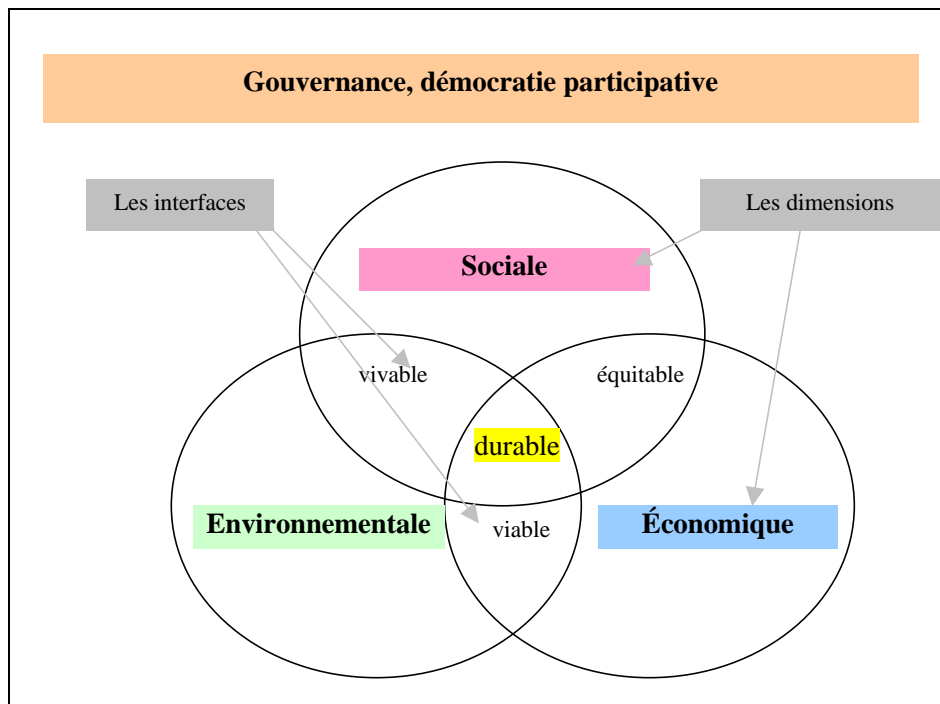 Gouvernance, démocratie participative
Les interfaces
Les dimensions
Sociale
vivable
équitable
durable
Environnementale
viable
Économique